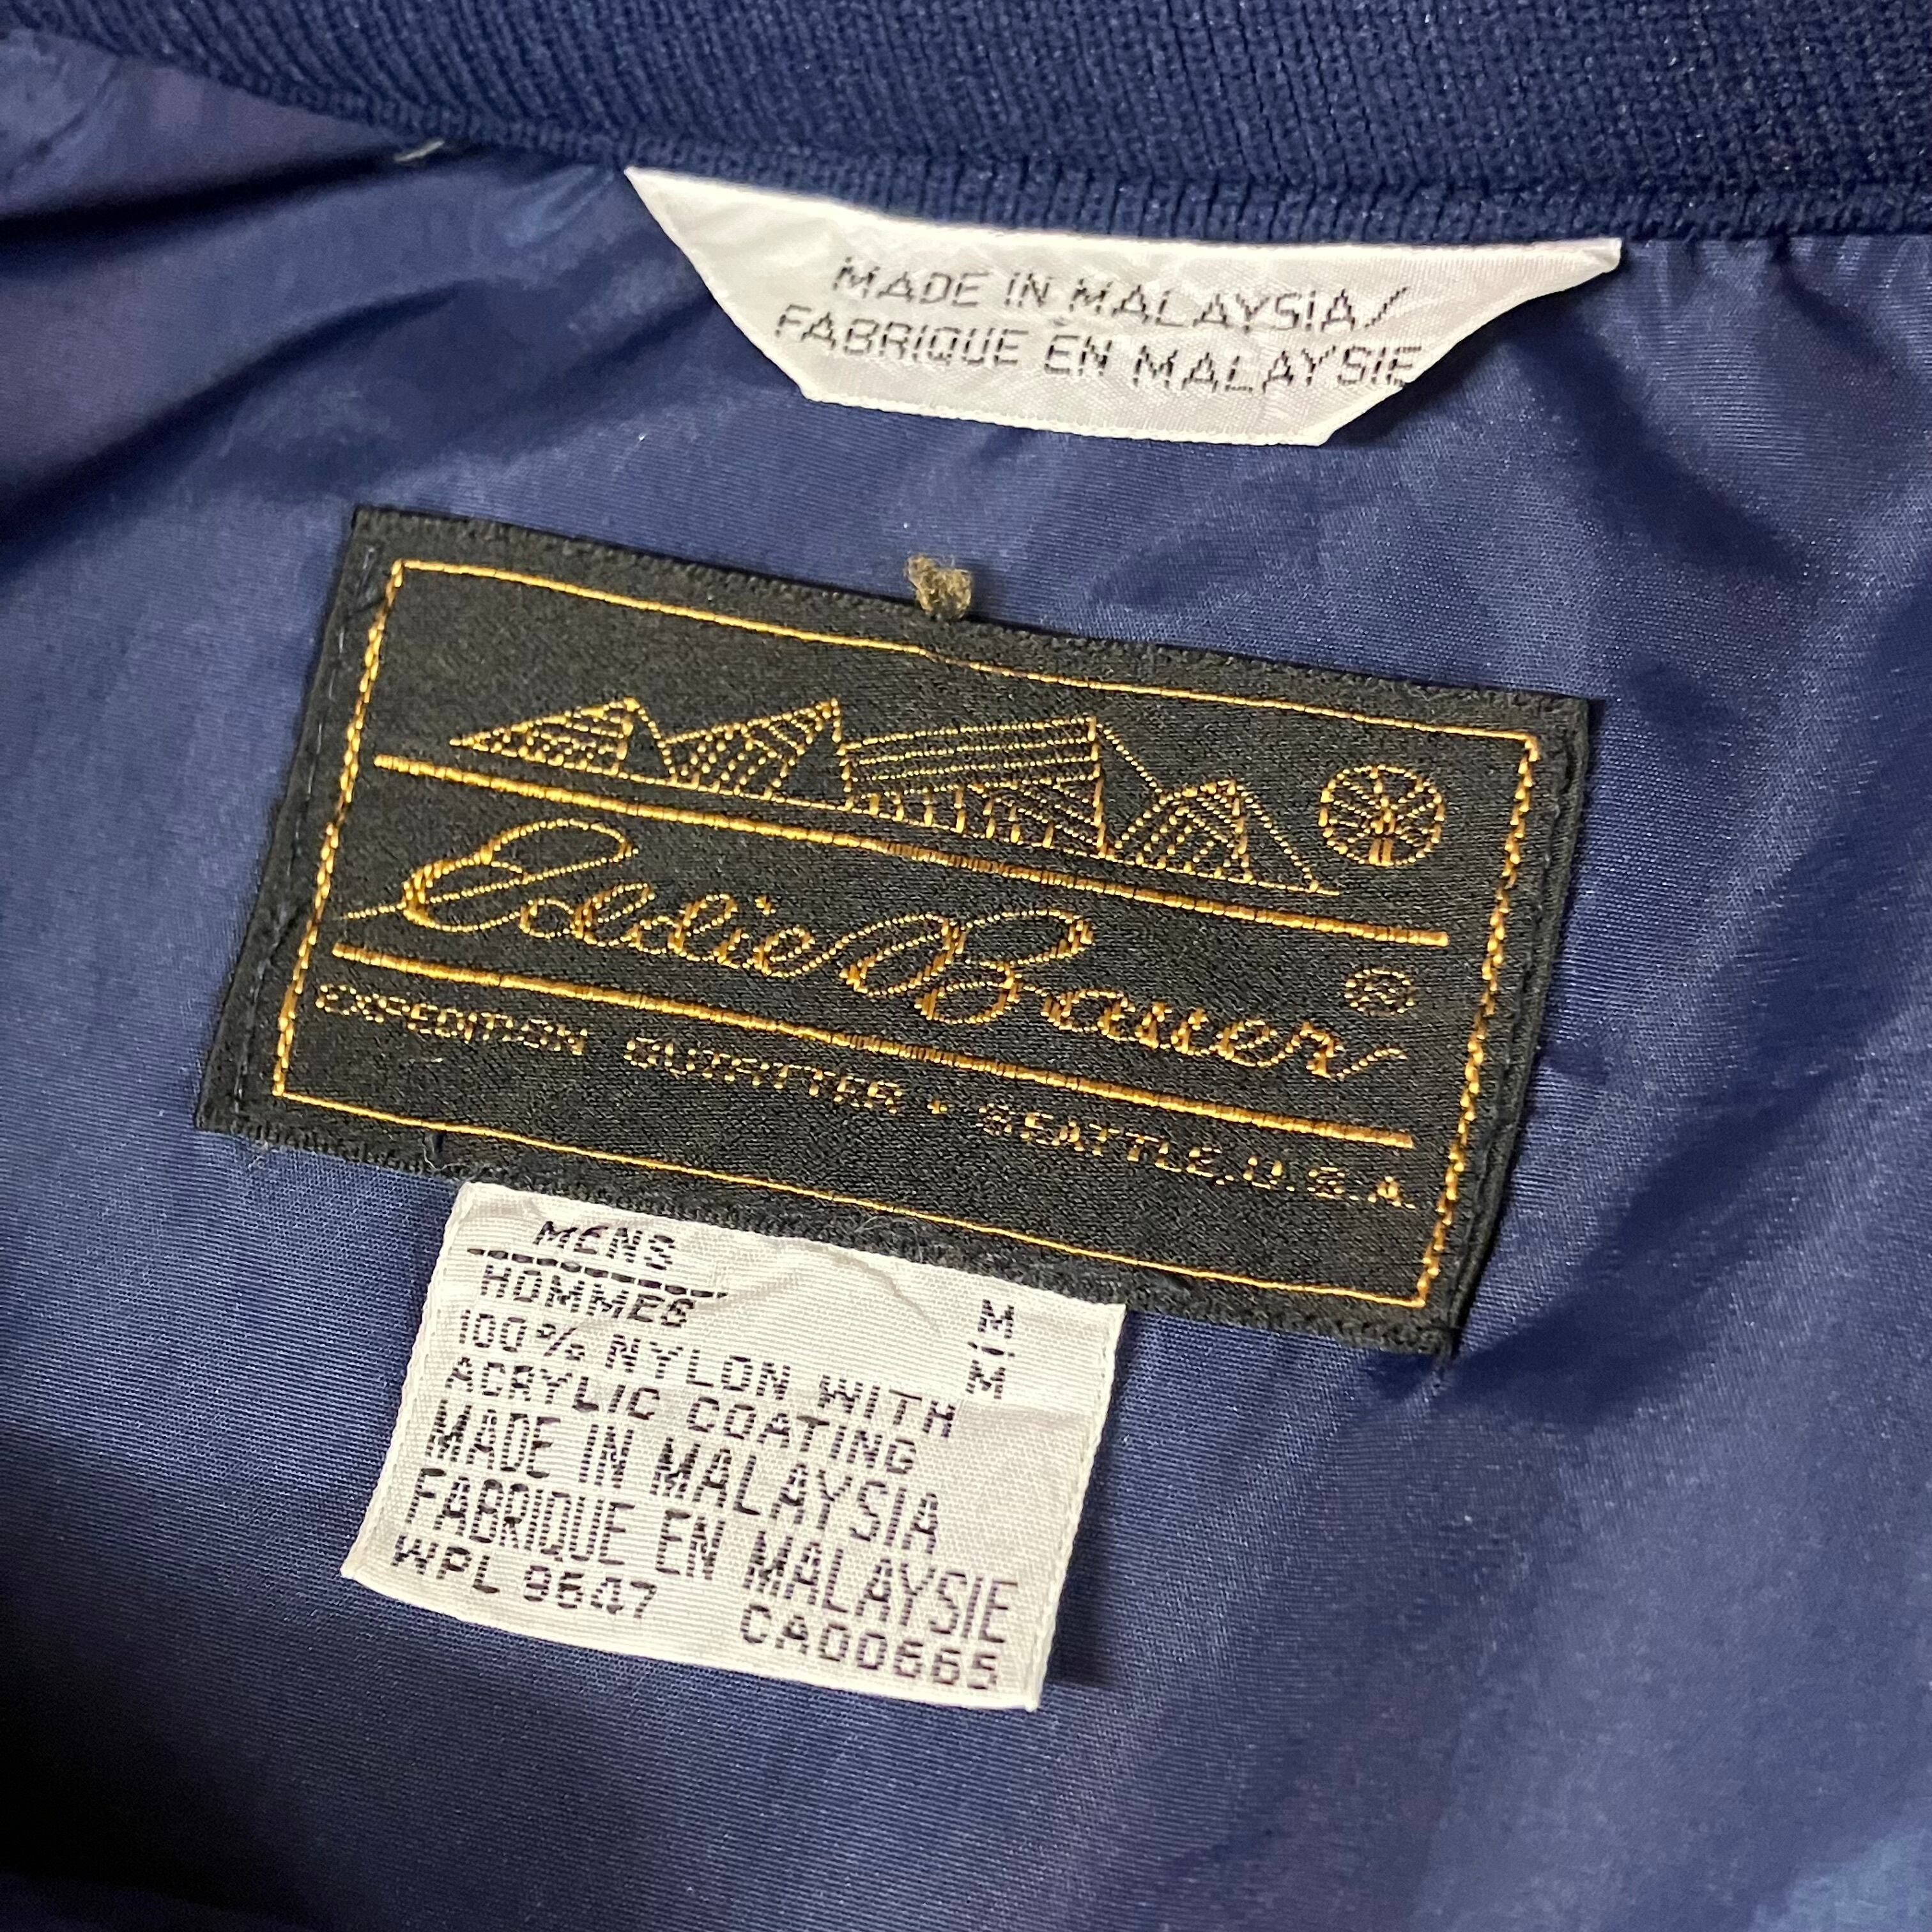 MADE IN MALAYSIA/
FABRIQUE EN MALAYSIE
Eddie Bauer ®
EXPEDITION OUTFITTER • SEATTLE, U.S.A.
MENS
HOMMES
M
M
100% NYLON WITH
ACRYLIC COATING
MADE IN MALAYSIA
FABRIQUE EN MALAYSIE
WPL 9547 CA00665